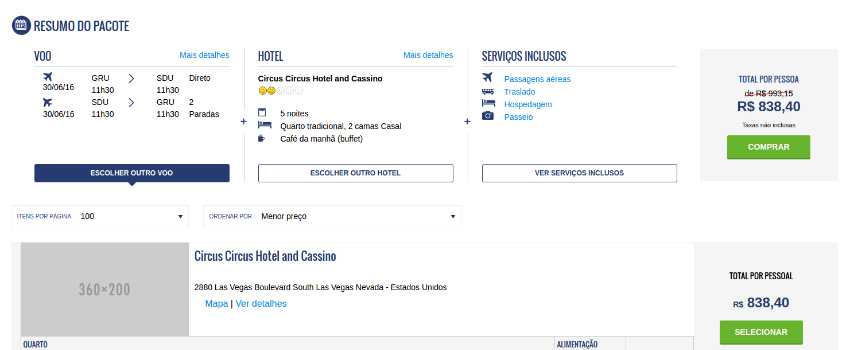 RESUMO DO PACOTE
VOO
Mais detalhes
30/06/16 GRU SDU Direto
11h30 11h30
30/06/16 SDU GRU 2
11h30 11h30 Paradas
ESCOLHER OUTRO VOO
+
HOTEL
Mais detalhes
Circus Circus Hotel and Cassino
5 noites
Quarto tradicional, 2 camas Casal
Café da manhã (buffet)
ESCOLHER OUTRO HOTEL
+
SERVIÇOS INCLUSOS
Passagens aéreas
Traslado
Hospedagem
Passeio
VER SERVIÇOS INCLUSOS
TOTAL POR PESSOA
de R$ 993,15
R$ 838,40
Taxas não inclusas
COMPRAR
ITENS POR PÁGINA 100
ORDENAR POR Menor preço
360×200
Circus Circus Hotel and Cassino
2880 Las Vegas Boulevard South Las Vegas Nevada - Estados Unidos
Mapa | Ver detalhes
TOTAL POR PESSOAL
R$ 838,40
SELECIONAR
QUARTO
ALIMENTAÇÃO